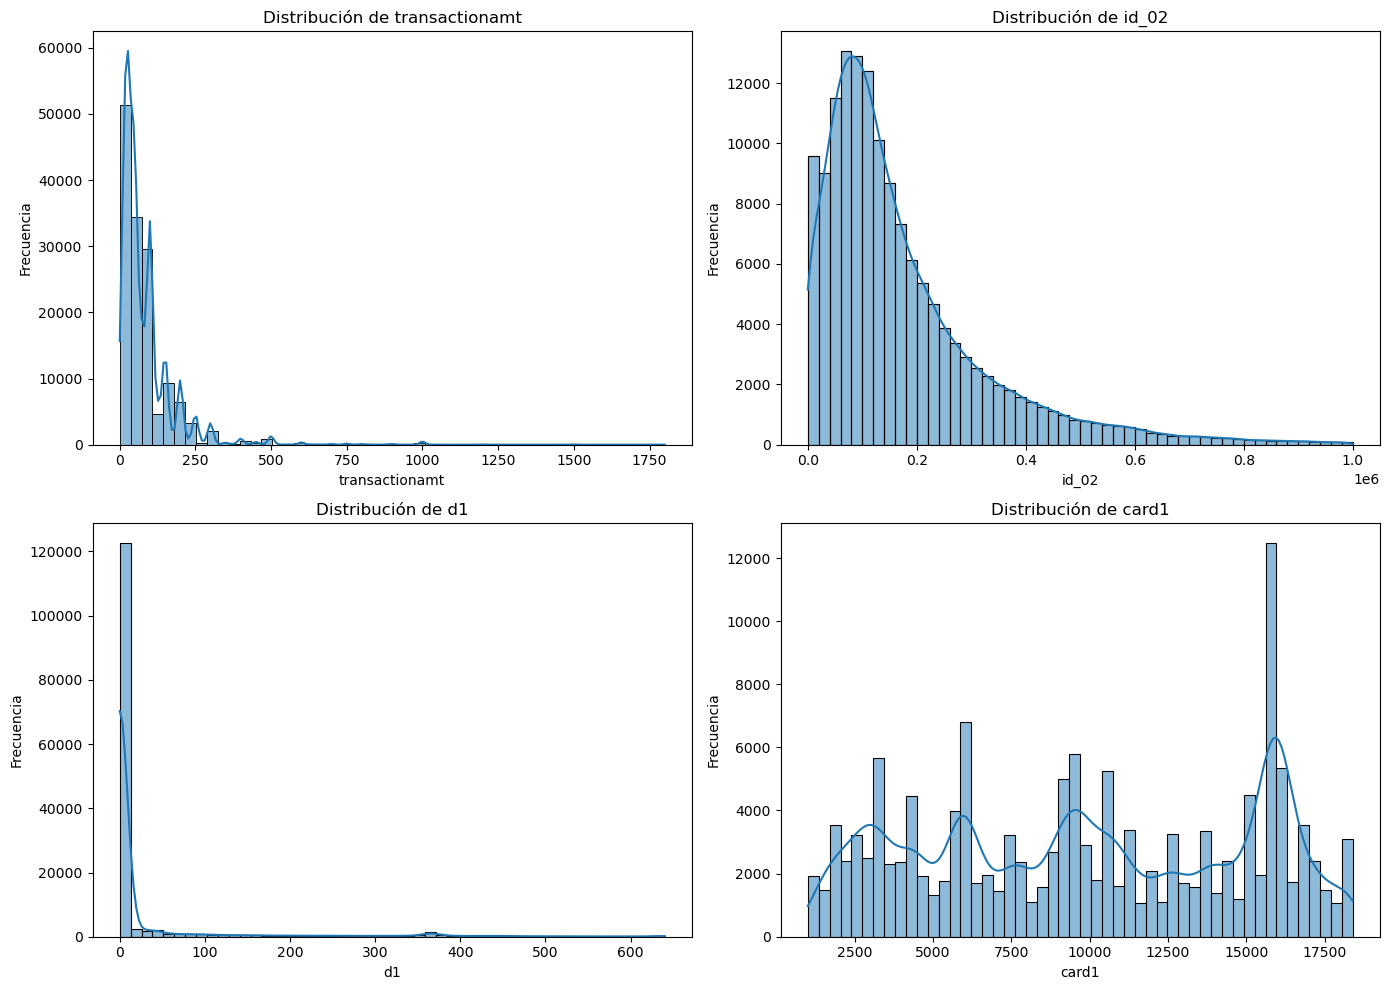 Distribución de transactionamt
60000
50000
40000
30000
20000
10000
0
Frecuencia
0 250 500 750 1000 1250 1500 1750
transactionamt
Distribución de id_02
12000
10000
8000
6000
4000
2000
0
Frecuencia
0.0 0.2 0.4 0.6 0.8 1.0
1e6
id_02
Distribución de d1
120000
100000
80000
60000
40000
20000
0
Frecuencia
0 100 200 300 400 500 600
d1
Distribución de card1
12000
10000
8000
6000
4000
2000
0
Frecuencia
2500 5000 7500 10000 12500 15000 17500
card1